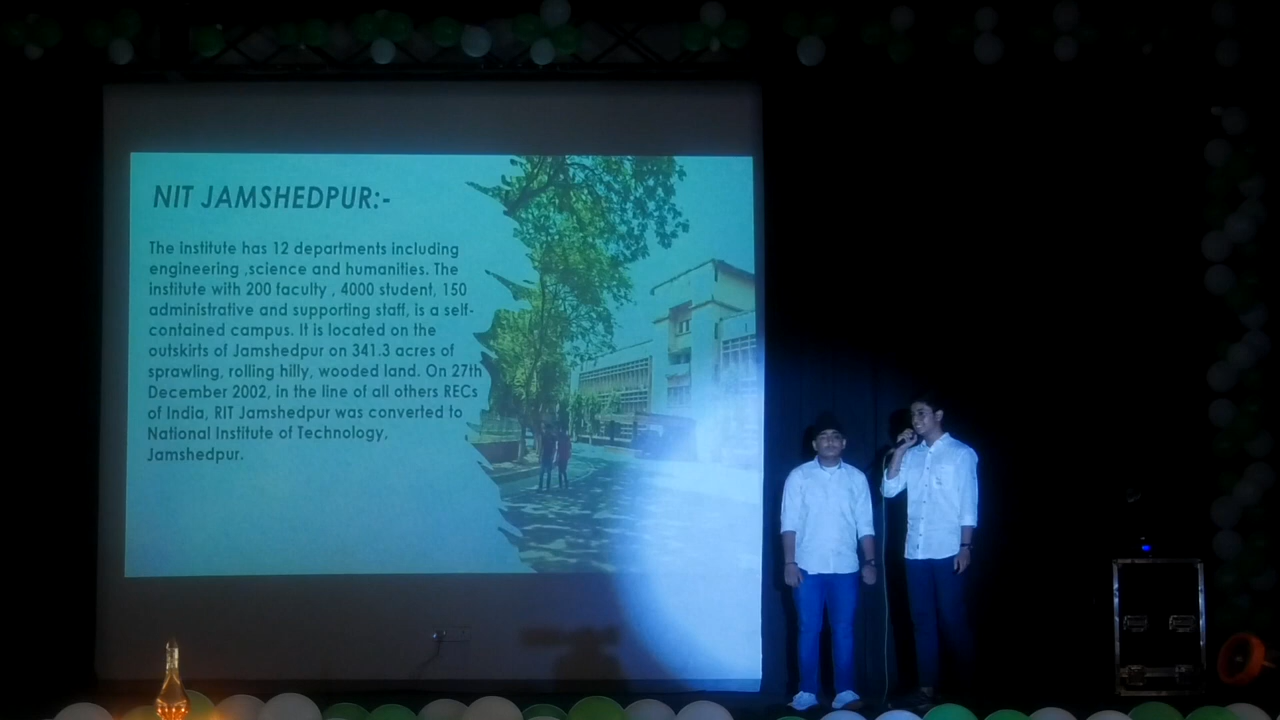 NIT JAMSHEDPUR:-
The institute has 12 departments including
engineering ,science and humanities. The
institute with 200 faculty , 4000 student, 150
administrative and supporting staff, is a self-
contained campus. It is located on the
outskirts of Jamshedpur on 341.3 acres of
sprawling, rolling hilly, wooded land. On 27th
December 2002, in the line of all others RECs
of India, RIT Jamshedpur was converted to
National Institute of Technology,
Jamshedpur.